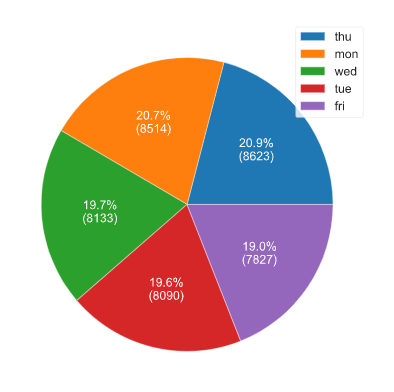 thu
mon
wed
tue
fri
20.7%
(8514)
20.9%
(8623)
19.7%
(8133)
19.0%
(7827)
19.6%
(8090)